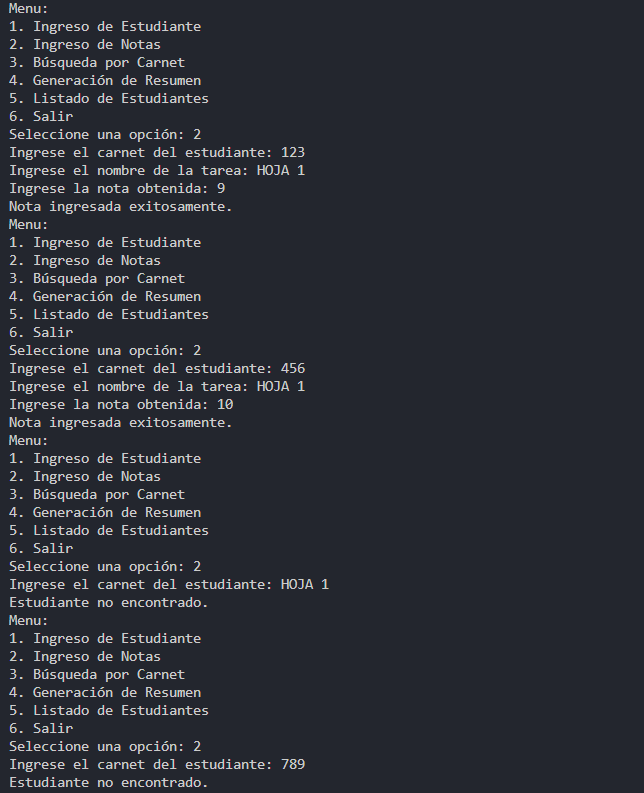 Menu:
1. Ingreso de Estudiante
2. Ingreso de Notas
3. Búsqueda por Carnet
4. Generación de Resumen
5. Listado de Estudiantes
6. Salir
Seleccione una opción: 2
Ingrese el carnet del estudiante: 123
Ingrese el nombre de la tarea: HOJA 1
Ingrese la nota obtenida: 9
Nota ingresada exitosamente.
Menu:
1. Ingreso de Estudiante
2. Ingreso de Notas
3. Búsqueda por Carnet
4. Generación de Resumen
5. Listado de Estudiantes
6. Salir
Seleccione una opción: 2
Ingrese el carnet del estudiante: 456
Ingrese el nombre de la tarea: HOJA 1
Ingrese la nota obtenida: 10
Nota ingresada exitosamente.
Menu:
1. Ingreso de Estudiante
2. Ingreso de Notas
3. Búsqueda por Carnet
4. Generación de Resumen
5. Listado de Estudiantes
6. Salir
Seleccione una opción: 2
Ingrese el carnet del estudiante: HOJA 1
Estudiante no encontrado.
Menu:
1. Ingreso de Estudiante
2. Ingreso de Notas
3. Búsqueda por Carnet
4. Generación de Resumen
5. Listado de Estudiantes
6. Salir
Seleccione una opción: 2
Ingrese el carnet del estudiante: 789
Estudiante no encontrado.